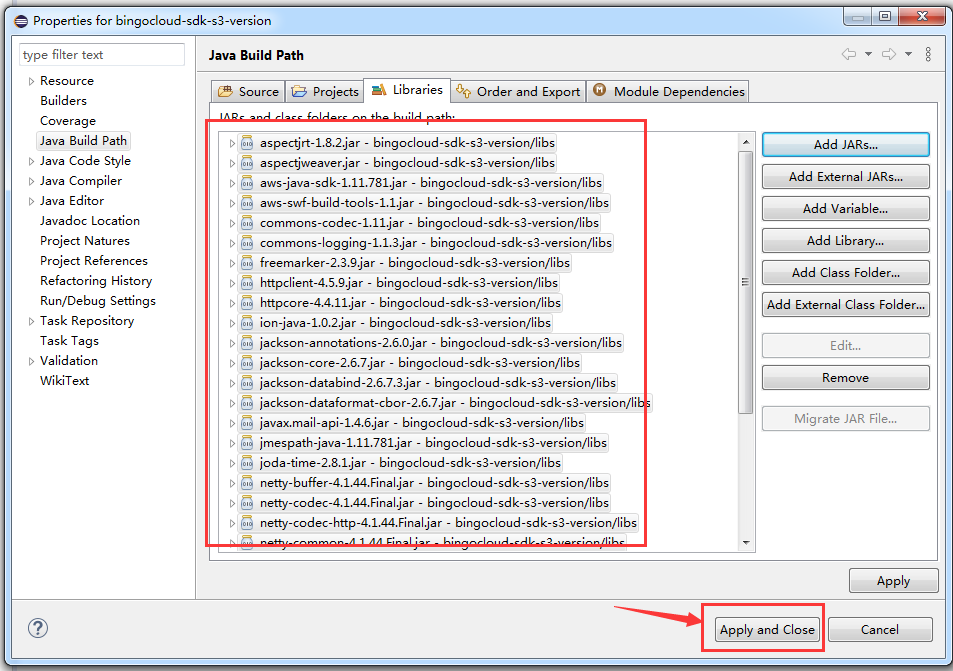 Properties for bingocloud-sdk-s3-version
type filter text
Resource
Builders
Coverage
Java Build Path
Java Code Style
Java Compiler
Java Editor
Javadoc Location
Project Natures
Project References
Refactoring History
Run/Debug Settings
Task Repository
Task Tags
Validation
WikiText
Java Build Path
Source
Projects
Libraries
Order and Export
Module Dependencies
JARs and class folders on the build path:
aspectjrt-1.8.2.jar - bingocloud-sdk-s3-version/libs
aspectjweaver.jar - bingocloud-sdk-s3-version/libs
aws-java-sdk-1.11.781.jar - bingocloud-sdk-s3-version/libs
aws-swf-build-tools-1.1.jar - bingocloud-sdk-s3-version/libs
commons-codec-1.11.jar - bingocloud-sdk-s3-version/libs
commons-logging-1.1.3.jar - bingocloud-sdk-s3-version/libs
freemarker-2.3.9.jar - bingocloud-sdk-s3-version/libs
httpclient-4.5.9.jar - bingocloud-sdk-s3-version/libs
httpcore-4.4.11.jar - bingocloud-sdk-s3-version/libs
ion-java-1.0.2.jar - bingocloud-sdk-s3-version/libs
jackson-annotations-2.6.0.jar - bingocloud-sdk-s3-version/libs
jackson-core-2.6.7.jar - bingocloud-sdk-s3-version/libs
jackson-databind-2.6.7.3.jar - bingocloud-sdk-s3-version/libs
jackson-dataformat-cbor-2.6.7.jar - bingocloud-sdk-s3-version/libs
javax.mail-api-1.4.6.jar - bingocloud-sdk-s3-version/libs
jmespath-java-1.11.781.jar - bingocloud-sdk-s3-version/libs
joda-time-2.8.1.jar - bingocloud-sdk-s3-version/libs
netty-buffer-4.1.44.Final.jar - bingocloud-sdk-s3-version/libs
netty-codec-4.1.44.Final.jar - bingocloud-sdk-s3-version/libs
netty-codec-http-4.1.44.Final.jar - bingocloud-sdk-s3-version/libs
netty-common-4.1.44.Final.jar - bingocloud-sdk-s3-version/libs
Add JARs...
Add External JARs...
Add Variable...
Add Library...
Add Class Folder...
Add External Class Folder...
Edit...
Remove
Migrate JAR File...
Apply
Apply and Close
Cancel